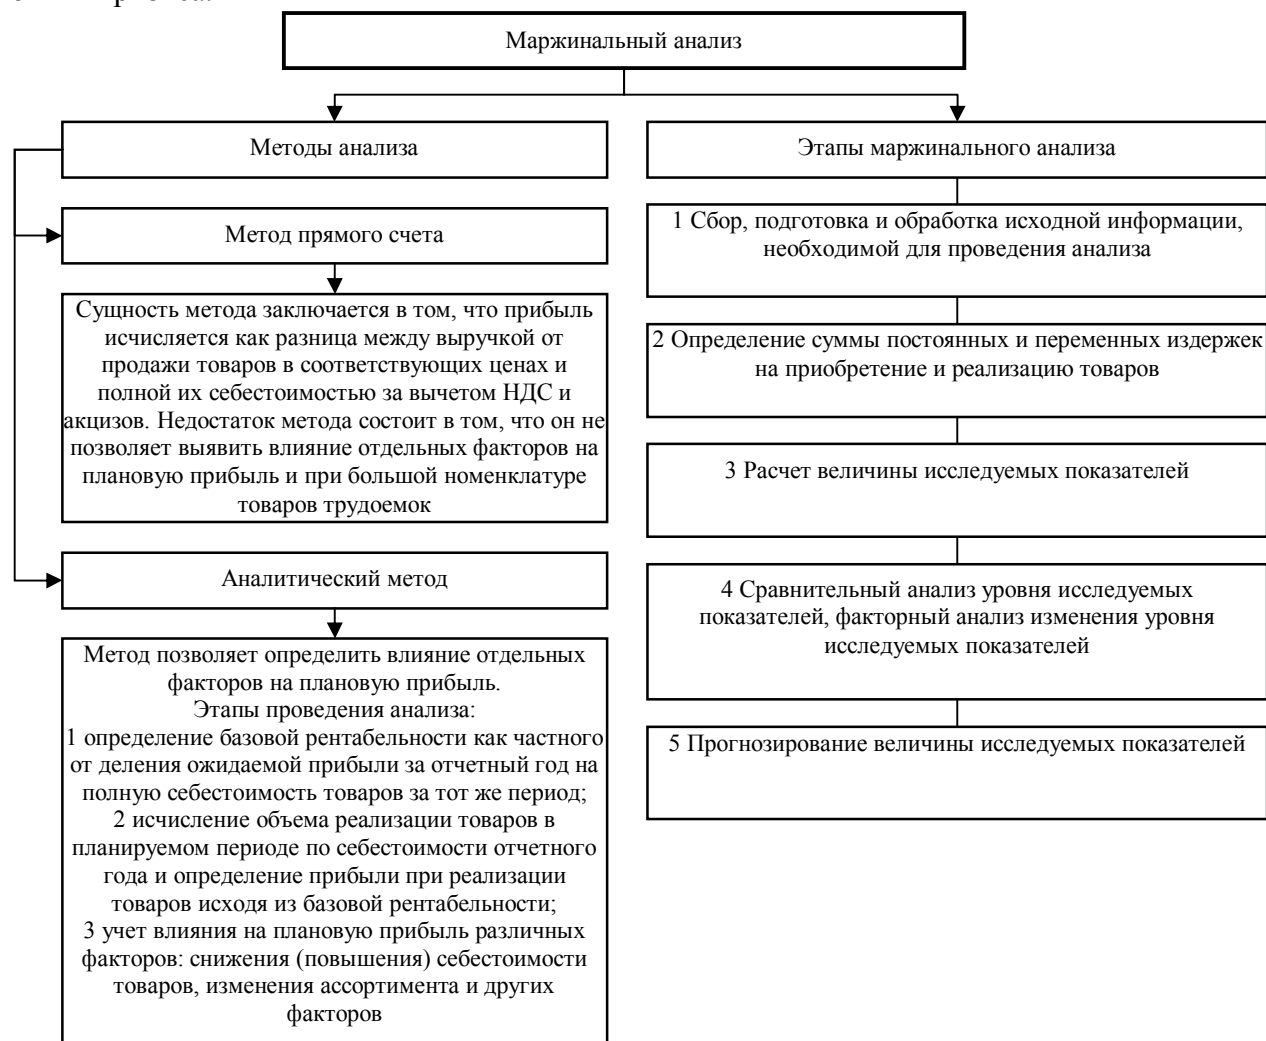 Маржинальный анализ
Методы анализа
Метод прямого счета
Сущность метода заключается в том, что прибыль
исчисляется как разница между выручкой от
продажи товаров в соответствующих ценах и
полной их себестоимостью за вычетом НДС и
акцизов. Недостаток метода состоит в том, что он не
позволяет выявить влияние отдельных факторов на
плановую прибыль и при большой номенклатуре
товаров трудоемок
Аналитический метод
Метод позволяет определить влияние отдельных
факторов на плановую прибыль.
Этапы проведения анализа:
1 определение базовой рентабельности как частного
от деления ожидаемой прибыли за отчетный год на
полную себестоимость товаров за тот же период;
2 исчисление объема реализации товаров в
планируемом периоде по себестоимости отчетного
года и определение прибыли при реализации
товаров исходя из базовой рентабельности;
3 учет влияния на плановую прибыль различных
факторов: снижения (повышения) себестоимости
товаров, изменения ассортимента и других
факторов
Этапы маржинального анализа
1 Сбор, подготовка и обработка исходной информации,
необходимой для проведения анализа
2 Определение суммы постоянных и переменных издержек
на приобретение и реализацию товаров
3 Расчет величины исследуемых показателей
4 Сравнительный анализ уровня исследуемых
показателей, факторный анализ изменения уровня
исследуемых показателей
5 Прогнозирование величины исследуемых показателей